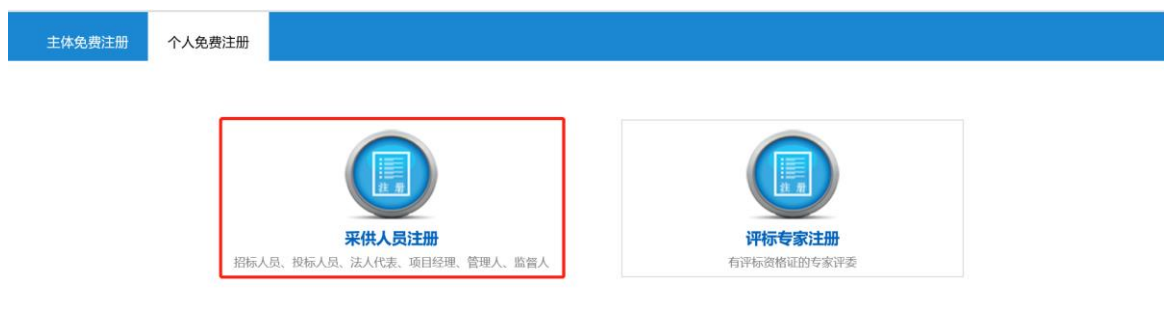 主体免费注册 个人免费注册
注 册 注 册
采供人员注册 评标专家注册
招标人员、投标人员、法人代表、项目经理、管理人、监督人 有评标资格证的专家评委